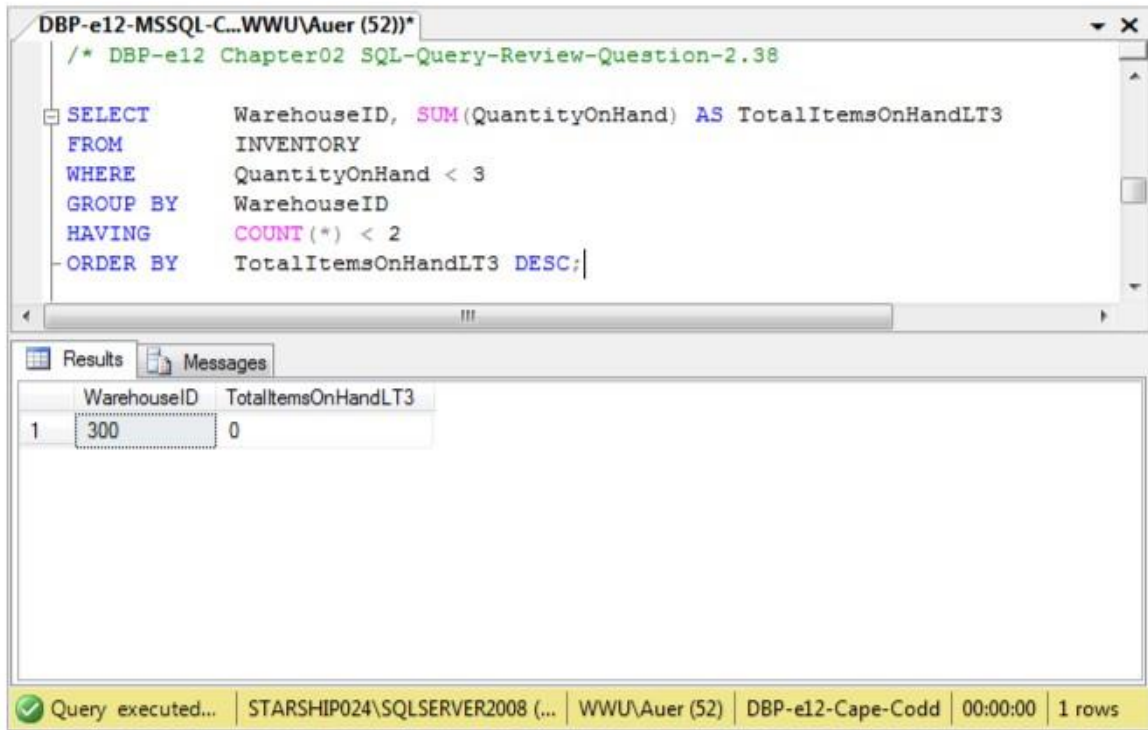 DBP-e12-MSSQL-C...WWU\Auer (52))*
/* DBP-e12 Chapter02 SQL-Query-Review-Question-2.38
SELECT WarehouseID, SUM(QuantityOnHand) AS TotalItemsOnHandLT3
FROM INVENTORY
WHERE QuantityOnHand < 3
GROUP BY WarehouseID
HAVING COUNT(*) < 2
ORDER BY TotalItemsOnHandLT3 DESC;
Results Messages
WarehouseID TotalItemsOnHandLT3
1 300 0
Query executed... STARSHIP024\SQLSERVER2008 (... WWU\Auer (52) DBP-e12-Cape-Codd 00:00:00 1 rows